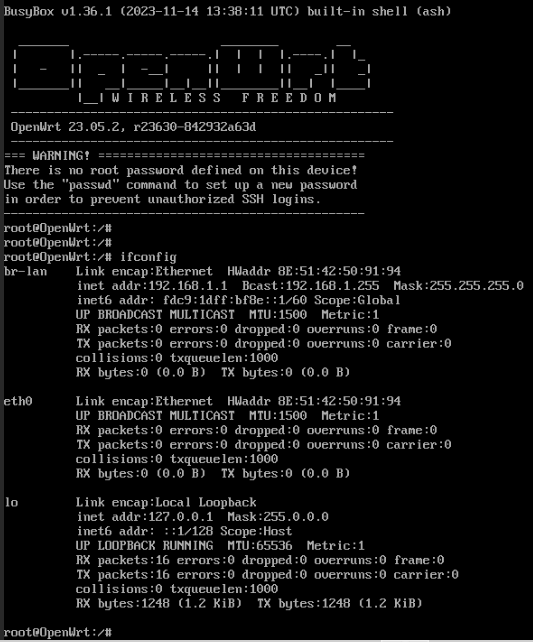 BusyBox v1.36.1 (2023-11-14 13:38:11 UTC) built-in shell (ash)
OpenWrt
W I R E L E S S   F R E E D O M
-----------------------------------------------------
OpenWrt 23.05.2, r23630-842932a63d
-----------------------------------------------------
=== WARNING! =====================================
There is no root password defined on this device!
Use the "passwd" command to set up a new password
in order to prevent unauthorized SSH logins.
--------------------------------------------------
root@OpenWrt:/#
root@OpenWrt:/#
root@OpenWrt:/# ifconfig
br-lan    Link encap:Ethernet  HWaddr 8E:51:42:50:91:94
          inet addr:192.168.1.1  Bcast:192.168.1.255  Mask:255.255.255.0
          inet6 addr: fdc9:1dff:bf8e::1/60 Scope:Global
          UP BROADCAST MULTICAST  MTU:1500  Metric:1
          RX packets:0 errors:0 dropped:0 overruns:0 frame:0
          TX packets:0 errors:0 dropped:0 overruns:0 carrier:0
          collisions:0 txqueuelen:1000
          RX bytes:0 (0.0 B)  TX bytes:0 (0.0 B)
eth0      Link encap:Ethernet  HWaddr 8E:51:42:50:91:94
          UP BROADCAST MULTICAST  MTU:1500  Metric:1
          RX packets:0 errors:0 dropped:0 overruns:0 frame:0
          TX packets:0 errors:0 dropped:0 overruns:0 carrier:0
          collisions:0 txqueuelen:1000
          RX bytes:0 (0.0 B)  TX bytes:0 (0.0 B)
lo        Link encap:Local Loopback
          inet addr:127.0.0.1  Mask:255.0.0.0
          inet6 addr: ::1/128 Scope:Host
          UP LOOPBACK RUNNING  MTU:65536  Metric:1
          RX packets:16 errors:0 dropped:0 overruns:0 frame:0
          TX packets:16 errors:0 dropped:0 overruns:0 carrier:0
          collisions:0 txqueuelen:1000
          RX bytes:1248 (1.2 KiB)  TX bytes:1248 (1.2 KiB)
root@OpenWrt:/#